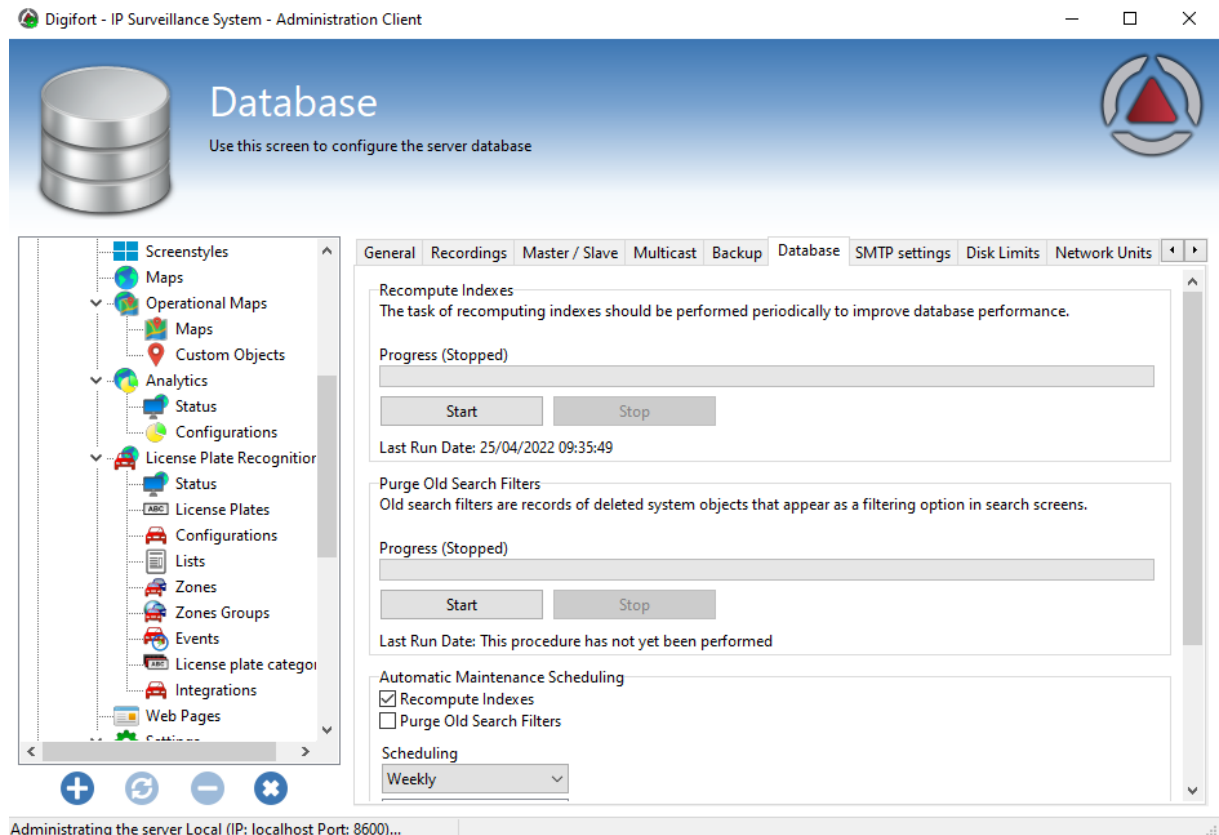 Digifort - IP Surveillance System - Administration Client
Database
Use this screen to configure the server database
Screenstyles
Maps
Operational Maps
Maps
Custom Objects
Analytics
Status
Configurations
License Plate Recognition
Status
ABC License Plates
Configurations
Lists
Zones
Zones Groups
Events
ABC License plate categor
Integrations
Web Pages
Settings
General Recordings Master / Slave Multicast Backup Database SMTP settings Disk Limits Network Units
Recompute Indexes
The task of recomputing indexes should be performed periodically to improve database performance.
Progress (Stopped)
Start Stop
Last Run Date: 25/04/2022 09:35:49
Purge Old Search Filters
Old search filters are records of deleted system objects that appear as a filtering option in search screens.
Progress (Stopped)
Start Stop
Last Run Date: This procedure has not yet been performed
Automatic Maintenance Scheduling
Recompute Indexes
Purge Old Search Filters
Scheduling
Weekly
Administrating the server Local (IP: localhost Port: 8600)...